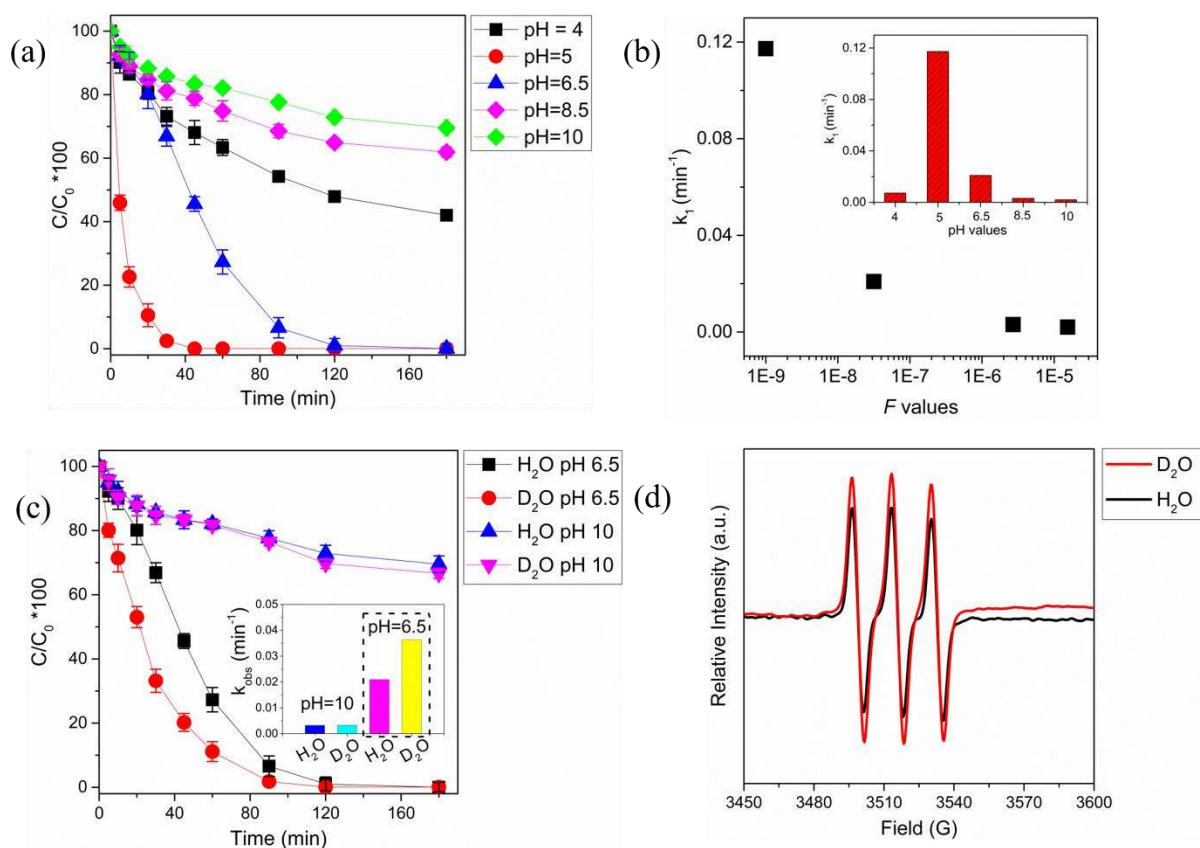 (a)
C/C₀ *100
100
80
60
40
20
0
0 40 80 120 160
Time (min)
pH = 4
pH=5
pH=6.5
pH=8.5
pH=10
(b)
k₁ (min⁻¹)
0.12
0.08
0.04
0.00
1E-9 1E-8 1E-7 1E-6 1E-5
F values
k₁ (min⁻¹)
0.12
0.08
0.04
0.00
4 5 6.5 8.5 10
pH values
(c)
C/C₀ *100
100
80
60
40
20
0
0 40 80 120 160
Time (min)
H₂O pH 6.5
D₂O pH 6.5
H₂O pH 10
D₂O pH 10
k_obs (min⁻¹)
0.05
0.04
0.03
0.02
0.01
0.00
pH=6.5
pH=10
H₂O D₂O H₂O D₂O
(d)
Relative Intensity (a.u.)
3450 3480 3510 3540 3570 3600
Field (G)
D₂O
H₂O